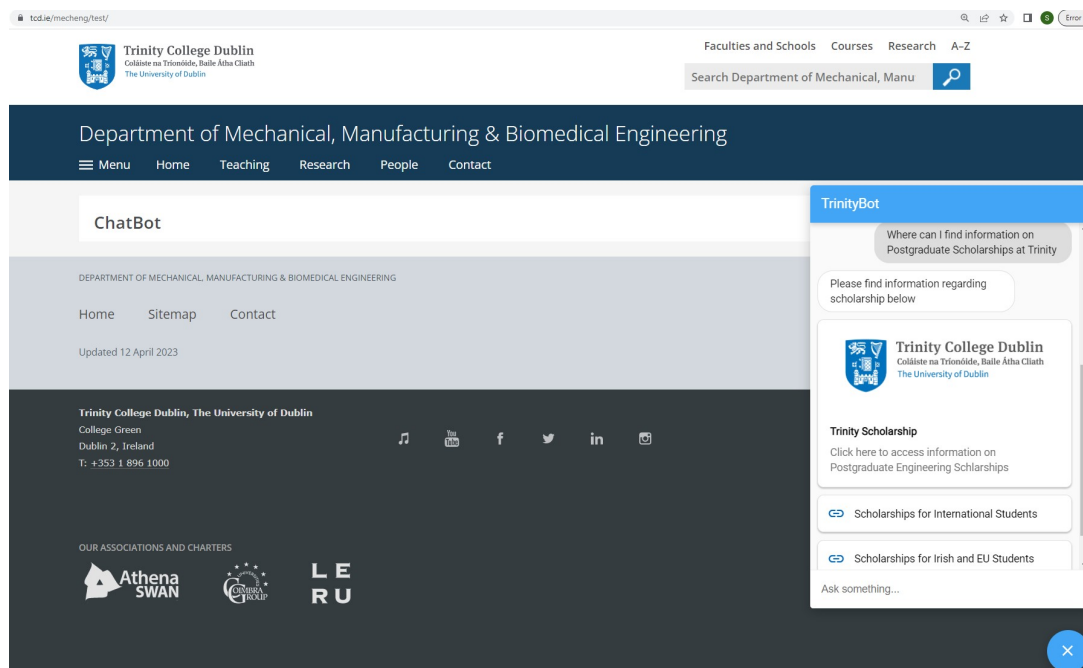 tcd.ie/mecheng/test/
S
Error
Trinity College Dublin
Coláiste na Tríonóide, Baile Átha Cliath
The University of Dublin
Faculties and Schools Courses Research A–Z
Search Department of Mechanical, Manu
Department of Mechanical, Manufacturing & Biomedical Engineering
Menu Home Teaching Research People Contact
ChatBot
DEPARTMENT OF MECHANICAL, MANUFACTURING & BIOMEDICAL ENGINEERING
Home Sitemap Contact
Updated 12 April 2023
Trinity College Dublin, The University of Dublin
College Green
Dublin 2, Ireland
T: +353 1 896 1000
You
Tube
f
in
OUR ASSOCIATIONS AND CHARTERS
Athena
SWAN
COIMBRA
GROUP
L E
R U
TrinityBot
Where can I find information on
Postgraduate Scholarships at Trinity
Please find information regarding
scholarship below
Trinity College Dublin
Coláiste na Tríonóide, Baile Átha Cliath
The University of Dublin
Trinity Scholarship
Click here to access information on
Postgraduate Engineering Schlarships
Scholarships for International Students
Scholarships for Irish and EU Students
Ask something...